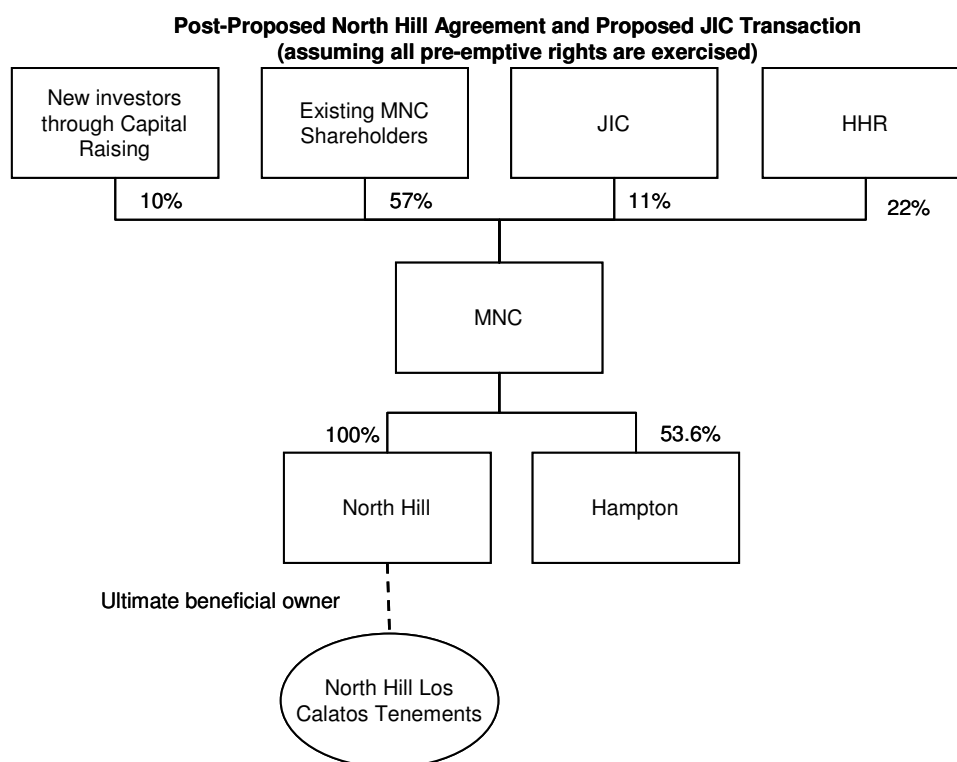 Post-Proposed North Hill Agreement and Proposed JIC Transaction
(assuming all pre-emptive rights are exercised)
New investors
through Capital
Raising
Existing MNC
Shareholders
JIC
HHR
10%
57%
11%
22%
MNC
100%
53.6%
North Hill
Hampton
Ultimate beneficial owner
North Hill Los
Calatos Tenements